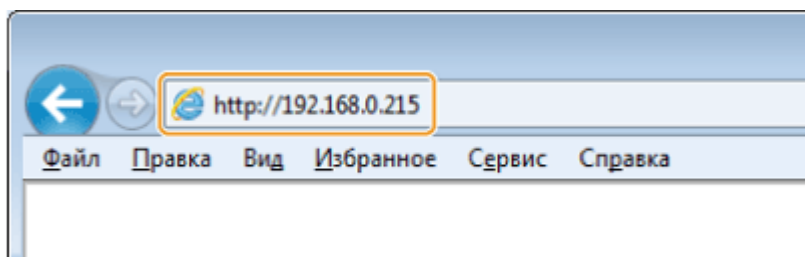 http://192.168.0.215
Файл Правка Вид Избранное Сервис Справка